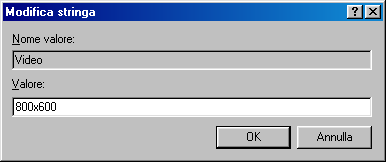 Modifica stringa
Nome valore:
Video
Valore:
800x600
OK Annulla